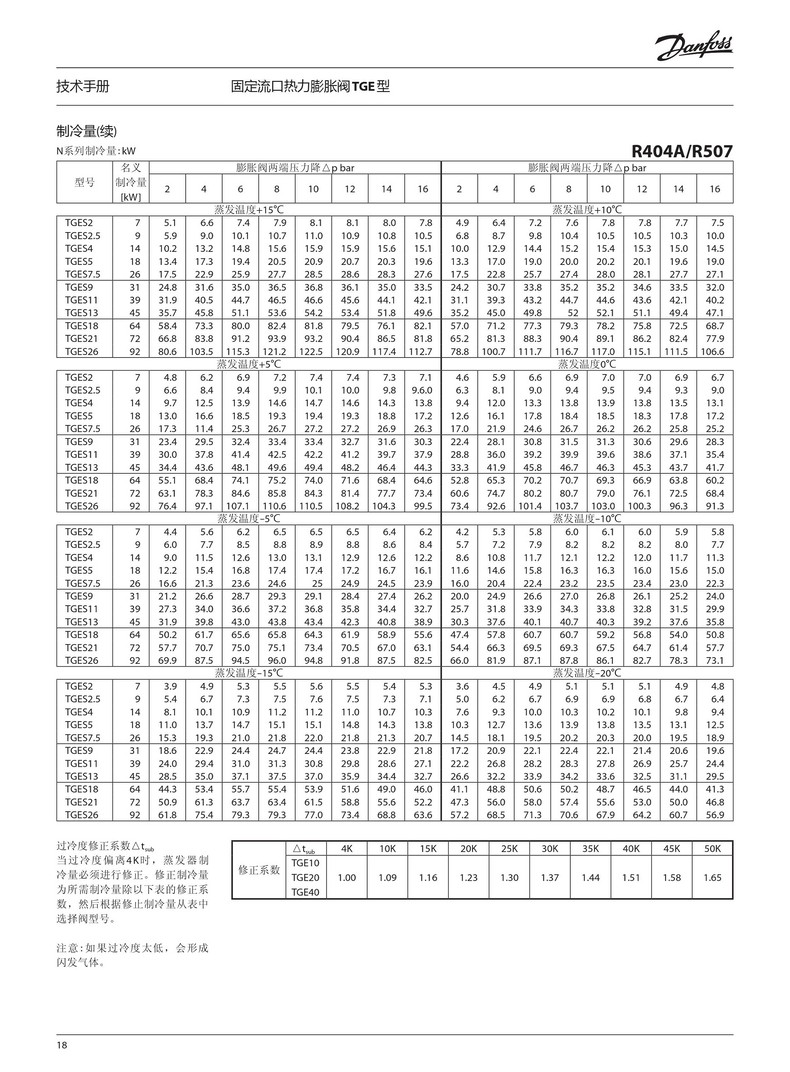 Danfoss
技术手册 固定流口热力膨胀阀TGE型
制冷量(续)
N系列制冷量:kW R404A/R507
型号 名义制冷量[kW] 膨胀阀两端压力降△p bar 膨胀阀两端压力降△p bar
2 4 6 8 10 12 14 16 2 4 6 8 10 12 14 16
蒸发温度+15℃ 蒸发温度+10℃
TGES2 7 5.1 6.6 7.4 7.9 8.1 8.1 8.0 7.8 4.9 6.4 7.2 7.6 7.8 7.8 7.7 7.5
TGES2.5 9 5.9 9.0 10.1 10.7 11.0 10.9 10.8 10.5 6.8 8.7 9.8 10.4 10.5 10.5 10.3 10.0
TGES4 14 10.2 13.2 14.8 15.6 15.9 15.9 15.6 15.1 10.0 12.9 14.4 15.2 15.4 15.3 15.0 14.5
TGES5 18 13.4 17.3 19.4 20.5 20.9 20.7 20.3 19.6 13.3 17.0 19.0 20.0 20.2 20.1 19.6 19.0
TGES7.5 26 17.5 22.9 25.9 27.7 28.5 28.6 28.3 27.6 17.5 22.8 25.7 27.4 28.0 28.1 27.7 27.1
TGES9 31 24.8 31.6 35.0 36.5 36.8 36.1 35.0 33.5 24.2 30.7 33.8 35.2 35.2 34.6 33.5 32.0
TGES11 39 31.9 40.5 44.7 46.5 46.6 45.6 44.1 42.1 31.1 39.3 43.2 44.7 44.6 43.6 42.1 40.2
TGES13 45 35.7 45.8 51.1 53.6 54.2 53.4 51.8 49.6 35.2 45.0 49.8 52 52.1 51.1 49.4 47.1
TGES18 64 58.4 73.3 80.0 82.4 81.8 79.5 76.1 82.1 57.0 71.2 77.3 79.3 78.2 75.8 72.5 68.7
TGES21 72 66.8 83.8 91.2 93.9 93.2 90.4 86.5 81.8 65.2 81.3 88.3 90.4 89.1 86.2 82.4 77.9
TGES26 92 80.6 103.5 115.3 121.2 122.5 120.9 117.4 112.7 78.8 100.7 111.7 116.7 117.0 115.1 111.5 106.6
蒸发温度+5℃ 蒸发温度0℃
TGES2 7 4.8 6.2 6.9 7.2 7.4 7.4 7.3 7.1 4.6 5.9 6.6 6.9 7.0 7.0 6.9 6.7
TGES2.5 9 6.6 8.4 9.4 9.9 10.1 10.0 9.8 9.6.0 6.3 8.1 9.0 9.4 9.5 9.4 9.3 9.0
TGES4 14 9.7 12.5 13.9 14.6 14.7 14.6 14.3 13.8 9.4 12.0 13.3 13.8 13.9 13.8 13.5 13.1
TGES5 18 13.0 16.6 18.5 19.3 19.4 19.3 18.8 17.2 12.6 16.1 17.8 18.4 18.5 18.3 17.8 17.2
TGES7.5 26 17.3 11.4 25.3 26.7 27.2 27.2 26.9 26.3 17.0 21.9 24.6 26.7 26.2 26.2 25.8 25.2
TGES9 31 23.4 29.5 32.4 33.4 33.4 32.7 31.6 30.3 22.4 28.1 30.8 31.5 31.3 30.6 29.6 28.3
TGES11 39 30.0 37.8 41.4 42.5 42.2 41.2 39.7 37.9 28.8 36.0 39.2 39.9 39.6 38.6 37.1 35.4
TGES13 45 34.4 43.6 48.1 49.6 49.4 48.2 46.4 44.3 33.3 41.9 45.8 46.7 46.3 45.3 43.7 41.7
TGES18 64 55.1 68.4 74.1 75.2 74.0 71.6 68.4 64.6 52.8 65.3 70.2 70.7 69.3 66.9 63.8 60.2
TGES21 72 63.1 78.3 84.6 85.8 84.3 81.4 77.7 73.4 60.6 74.7 80.2 80.7 79.0 76.1 72.5 68.4
TGES26 92 76.4 97.1 107.1 110.6 110.5 108.2 104.3 99.5 73.4 92.6 101.4 103.7 103.0 100.3 96.3 91.3
蒸发温度–5℃ 蒸发温度–10℃
TGES2 7 4.4 5.6 6.2 6.5 6.5 6.5 6.4 6.2 4.2 5.3 5.8 6.0 6.1 6.0 5.9 5.8
TGES2.5 9 6.0 7.7 8.5 8.8 8.9 8.8 8.6 8.4 5.7 7.2 7.9 8.2 8.2 8.2 8.0 7.7
TGES4 14 9.0 11.5 12.6 13.0 13.1 12.9 12.6 12.2 8.6 10.8 11.7 12.1 12.2 12.0 11.7 11.3
TGES5 18 12.2 15.4 16.8 17.4 17.4 17.2 16.7 16.1 11.6 14.6 15.8 16.3 16.3 16.0 15.6 15.0
TGES7.5 26 16.6 21.3 23.6 24.6 25 24.9 24.5 23.9 16.0 20.4 22.4 23.2 23.5 23.4 23.0 22.3
TGES9 31 21.2 26.6 28.7 29.3 29.1 28.4 27.4 26.2 20.0 24.9 26.6 27.0 26.8 26.1 25.2 24.0
TGES11 39 27.3 34.0 36.6 37.2 36.8 35.8 34.4 32.7 25.7 31.8 33.9 34.3 33.8 32.8 31.5 29.9
TGES13 45 31.9 39.8 43.0 43.8 43.4 42.3 40.8 38.9 30.3 37.6 40.1 40.7 40.3 39.2 37.6 35.8
TGES18 64 50.2 61.7 65.6 65.8 64.3 61.9 58.9 55.6 47.4 57.8 60.7 60.7 59.2 56.8 54.0 50.8
TGES21 72 57.7 70.7 75.0 75.1 73.4 70.5 67.0 63.1 54.4 66.3 69.5 69.3 67.5 64.7 61.4 57.7
TGES26 92 69.9 87.5 94.5 96.0 94.8 91.8 87.5 82.5 66.0 81.9 87.1 87.8 86.1 82.7 78.3 73.1
蒸发温度–15℃ 蒸发温度–20℃
TGES2 7 3.9 4.9 5.3 5.5 5.6 5.5 5.4 5.3 3.6 4.5 4.9 5.1 5.1 5.1 4.9 4.8
TGES2.5 9 5.4 6.7 7.3 7.5 7.6 7.5 7.3 7.1 5.0 6.2 6.7 6.9 6.9 6.8 6.7 6.4
TGES4 14 8.1 10.1 10.9 11.2 11.2 11.0 10.7 10.3 7.6 9.3 10.0 10.3 10.2 10.1 9.8 9.4
TGES5 18 11.0 13.7 14.7 15.1 15.1 14.8 14.3 13.8 10.3 12.7 13.6 13.9 13.8 13.5 13.1 12.5
TGES7.5 26 15.3 19.3 21.0 21.8 22.0 21.8 21.3 20.7 14.5 18.1 19.5 20.2 20.3 20.0 19.5 18.9
TGES9 31 18.6 22.9 24.4 24.7 24.4 23.8 22.9 21.8 17.2 20.9 22.1 22.4 22.1 21.4 20.6 19.6
TGES11 39 24.0 29.4 31.0 31.3 30.8 29.8 28.6 27.1 22.2 26.8 28.2 28.3 27.8 26.9 25.7 24.4
TGES13 45 28.5 35.0 37.1 37.5 37.0 35.9 34.4 32.7 26.6 32.2 33.9 34.2 33.6 32.5 31.1 29.5
TGES18 64 44.3 53.4 55.7 55.4 53.9 51.6 49.0 46.0 41.1 48.8 50.6 50.2 48.7 46.5 44.0 41.3
TGES21 72 50.9 61.3 63.7 63.4 61.5 58.8 55.6 52.2 47.3 56.0 58.0 57.4 55.6 53.0 50.0 46.8
TGES26 92 61.8 75.4 79.3 79.3 77.0 73.4 68.8 63.6 57.2 68.5 71.3 70.6 67.9 64.2 60.7 56.9
过冷度修正系数△tsub
当过冷度偏离4K时，蒸发器制
冷量必须进行修正。修正制冷量
为所需制冷量除以下表的修正系
数，然后根据修止制冷量从表中
选择阀型号。
注意:如果过冷度太低，会形成
闪发气体。
修正系数 △tsub 4K 10K 15K 20K 25K 30K 35K 40K 45K 50K
TGE10
TGE20 1.00 1.09 1.16 1.23 1.30 1.37 1.44 1.51 1.58 1.65
TGE40
18